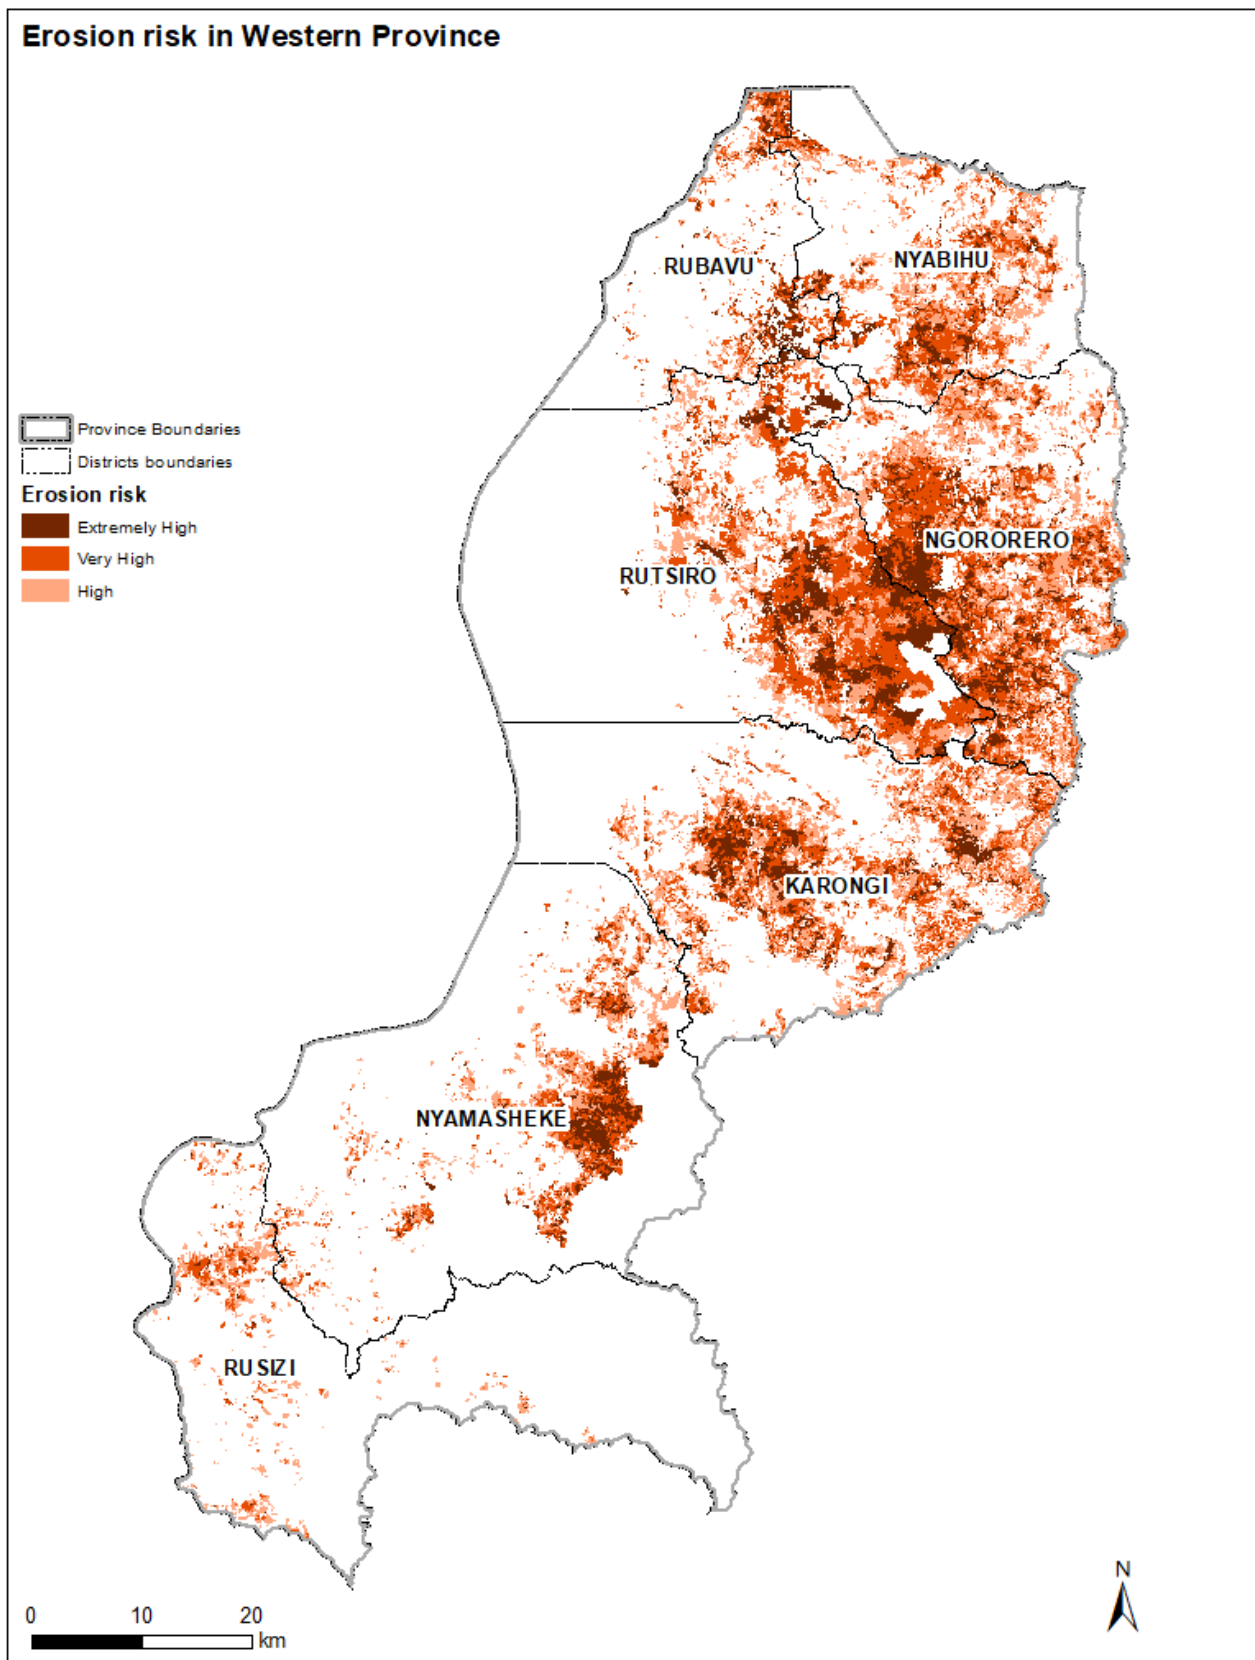 Erosion risk in Western Province
RUBAVU
NYABIHU
Province Boundaries
Districts boundaries
Erosion risk
Extremely High
Very High
High
NGORORERO
RUTSIRO
KARONGI
NYAMASHEKE
RUSIZI
N
0 10 20
km